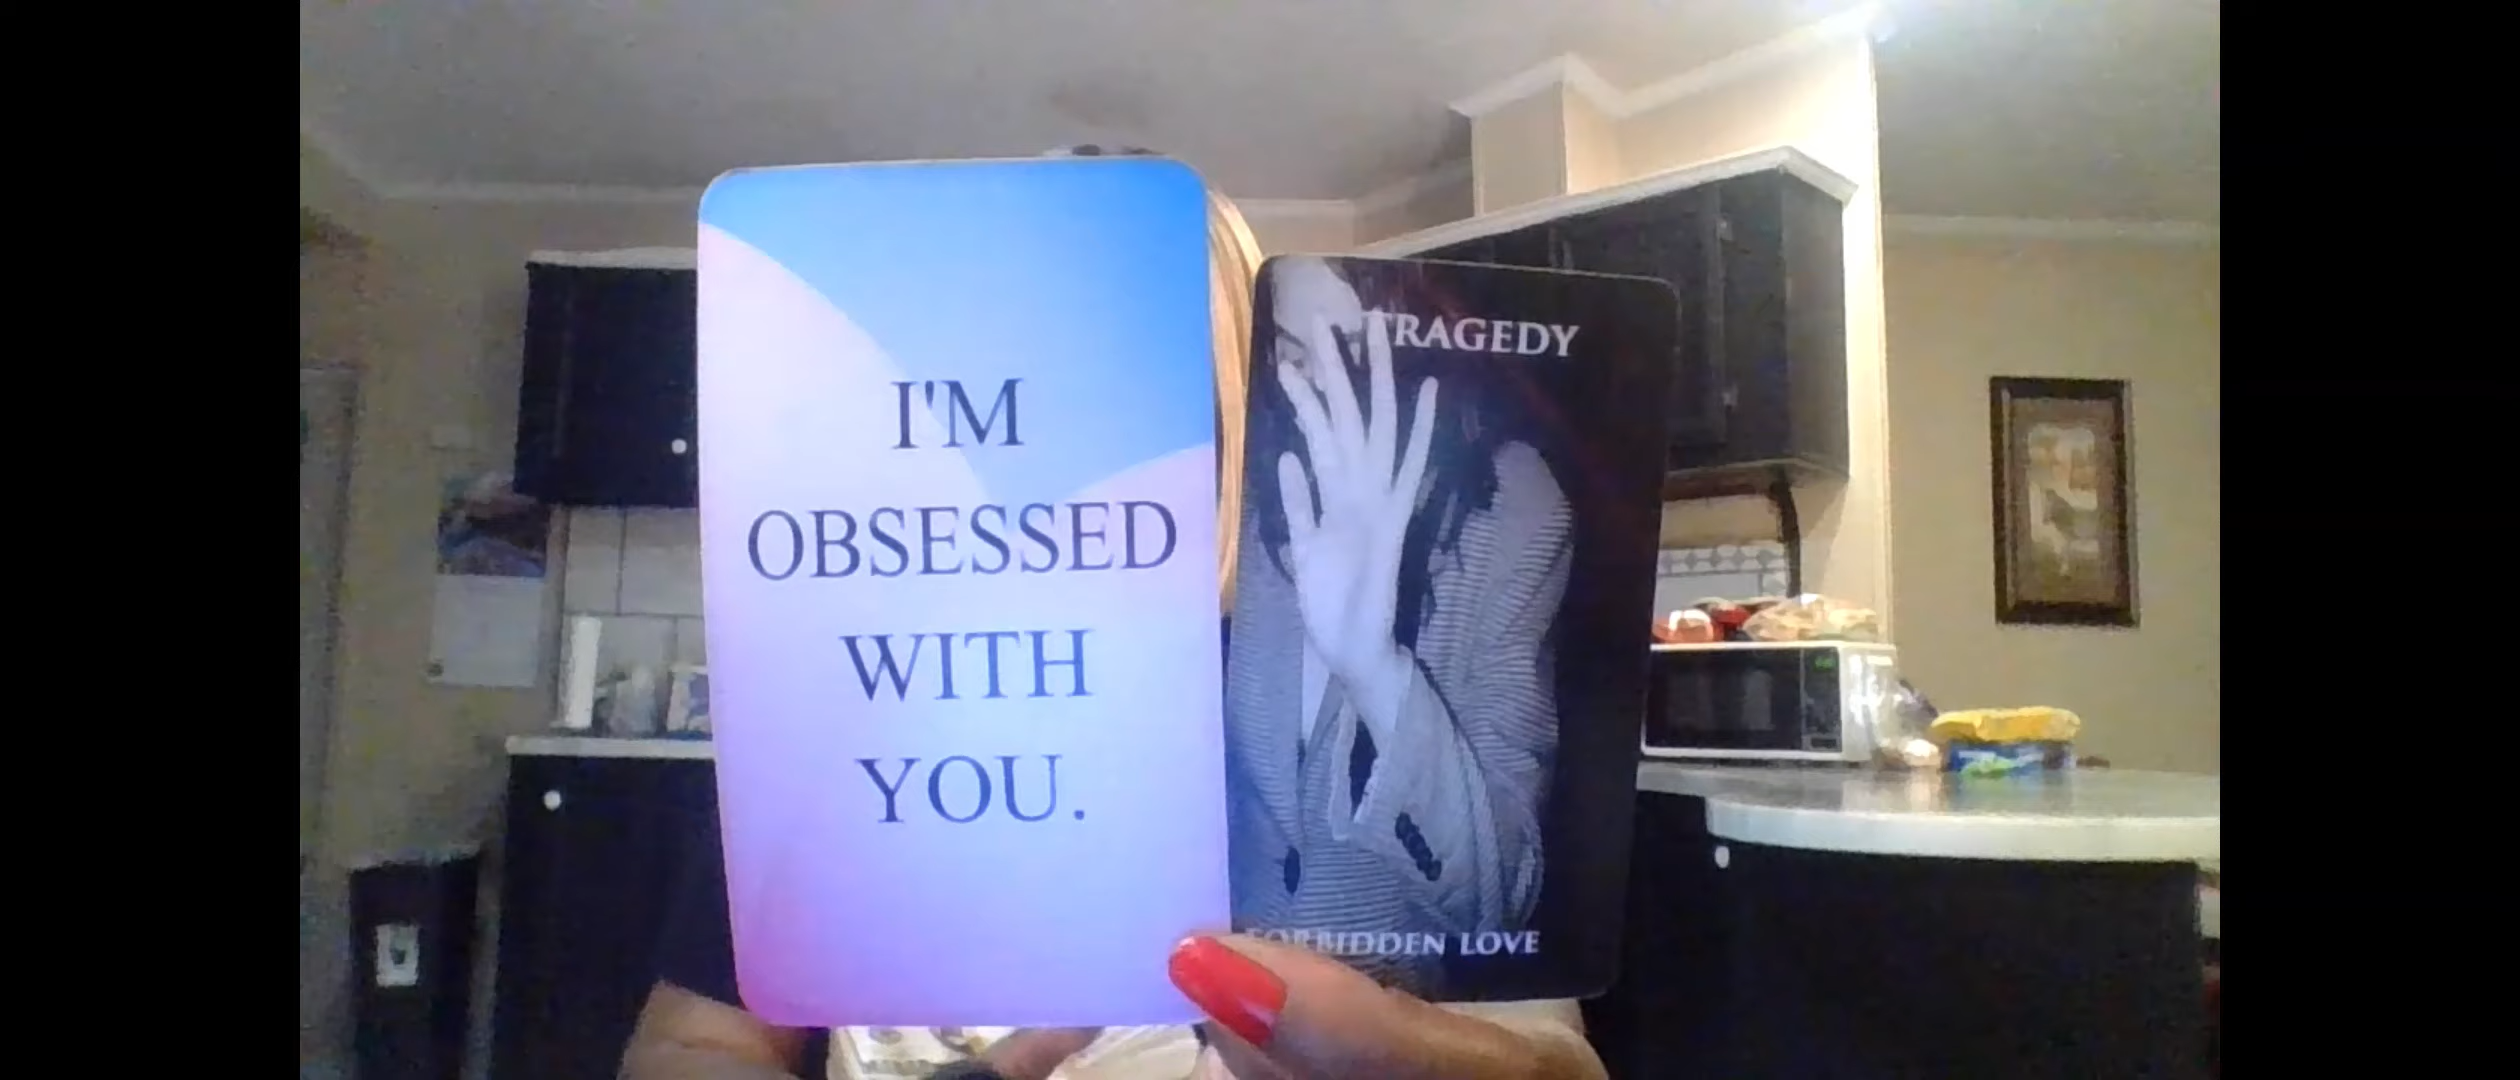 I'M
OBSESSED
WITH
YOU.
TRAGEDY
FORBIDDEN LOVE